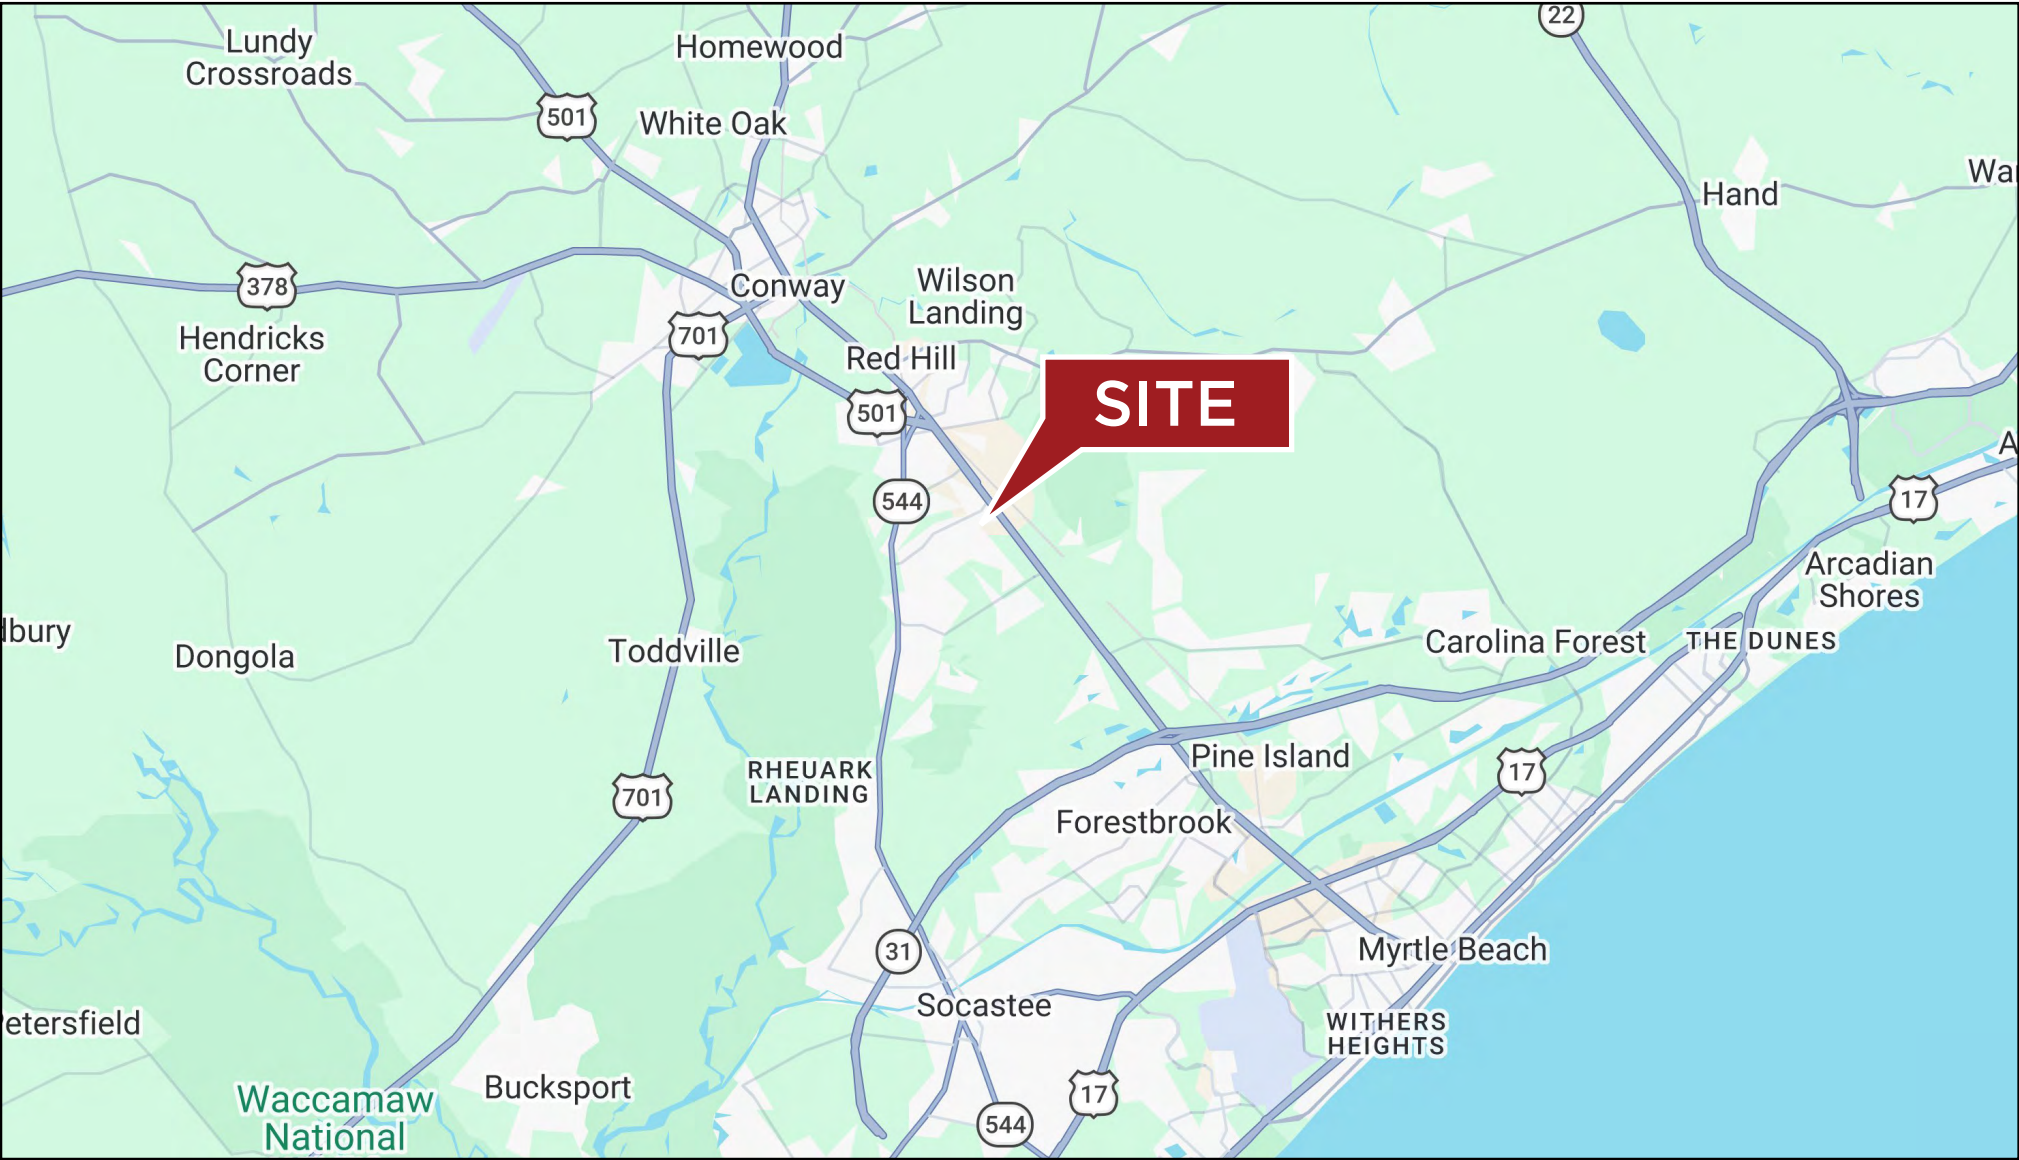 22
Lundy
Crossroads
Homewood
501
White Oak
Hand
378
Conway
Wilson
Landing
Hendricks
Corner
701
Red Hill
501
SITE
544
17
Arcadian
Shores
Dongola
Toddville
Carolina Forest
THE DUNES
RHEUARK
LANDING
Pine Island
17
701
Forestbrook
31
Myrtle Beach
Socastee
WITHERS
HEIGHTS
etersfield
Bucksport
Waccamaw
National
17
544
dbury
Wa
A